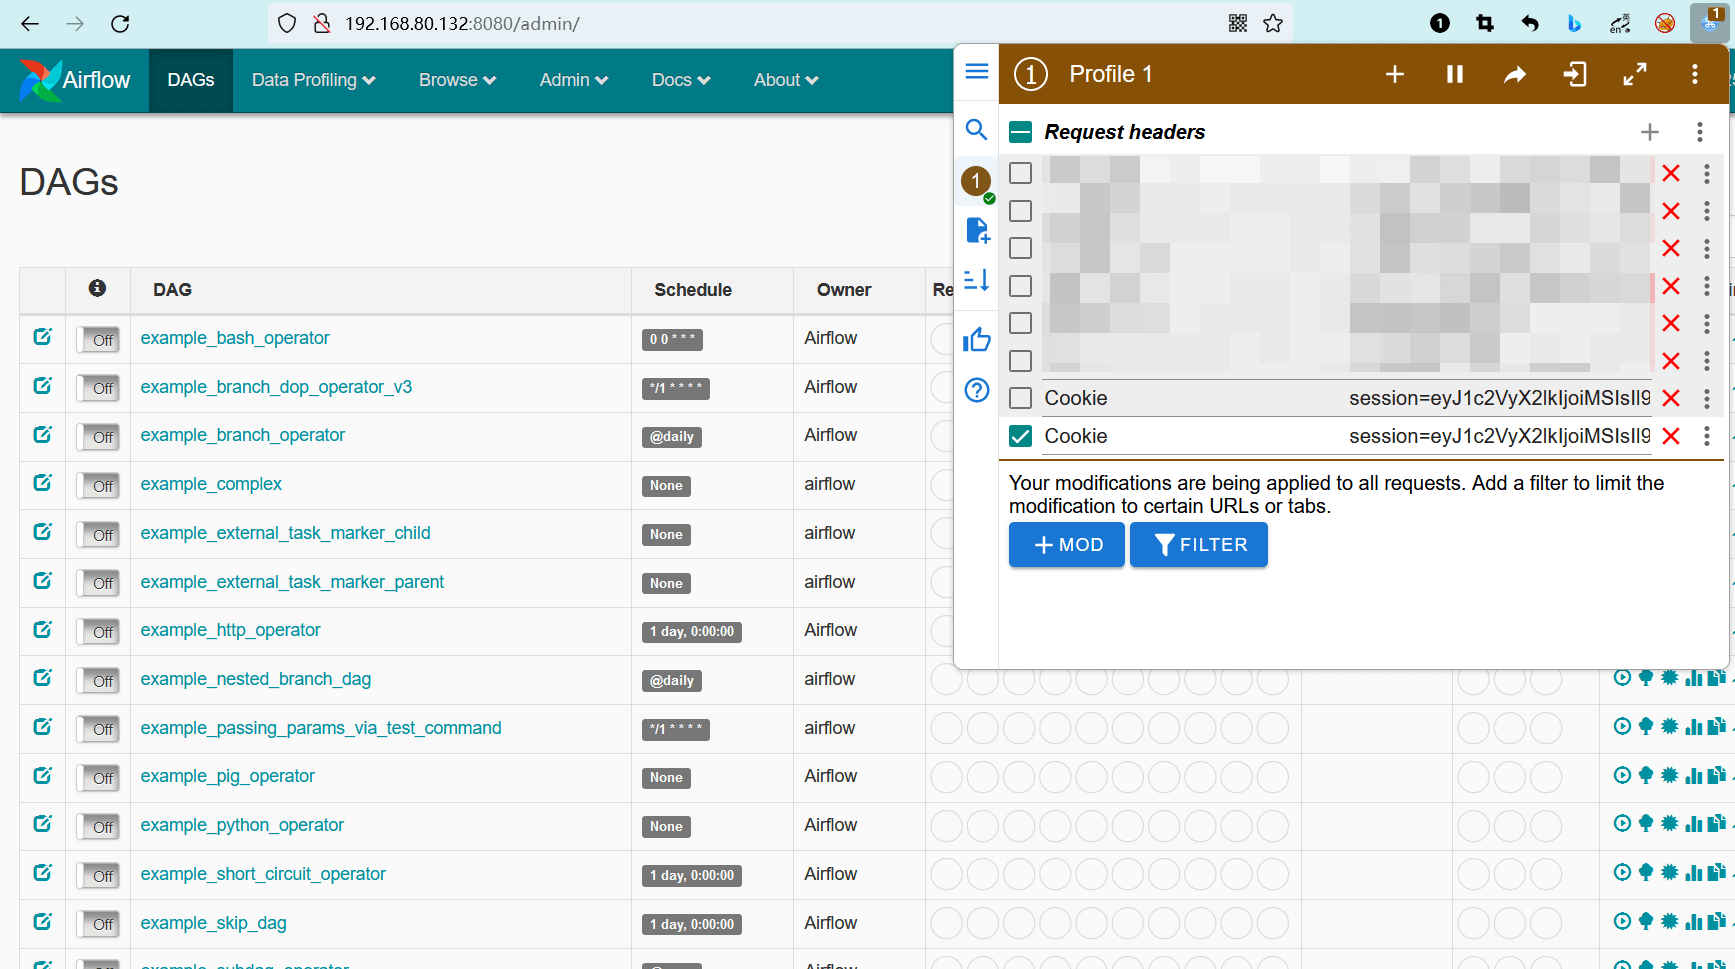 192.168.80.132:8080/admin/
1
en 英
1
Airflow
DAGs
Data Profiling
Browse
Admin
Docs
About
1
Profile 1
Request headers
1
Cookie session=eyJ1c2VyX2lkIjoiMSIsIl9
Cookie session=eyJ1c2VyX2lkIjoiMSIsIl9
Your modifications are being applied to all requests. Add a filter to limit the
modification to certain URLs or tabs.
MOD
FILTER
DAGs
DAG Schedule Owner Re
Off example_bash_operator 0 0 * * * Airflow
Off example_branch_dop_operator_v3 */1 * * * * Airflow
Off example_branch_operator @daily Airflow
Off example_complex None airflow
Off example_external_task_marker_child None airflow
Off example_external_task_marker_parent None airflow
Off example_http_operator 1 day, 0:00:00 Airflow
Off example_nested_branch_dag @daily airflow
Off example_passing_params_via_test_command */1 * * * * airflow
Off example_pig_operator None Airflow
Off example_python_operator None Airflow
Off example_short_circuit_operator 1 day, 0:00:00 Airflow
Off example_skip_dag 1 day, 0:00:00 Airflow